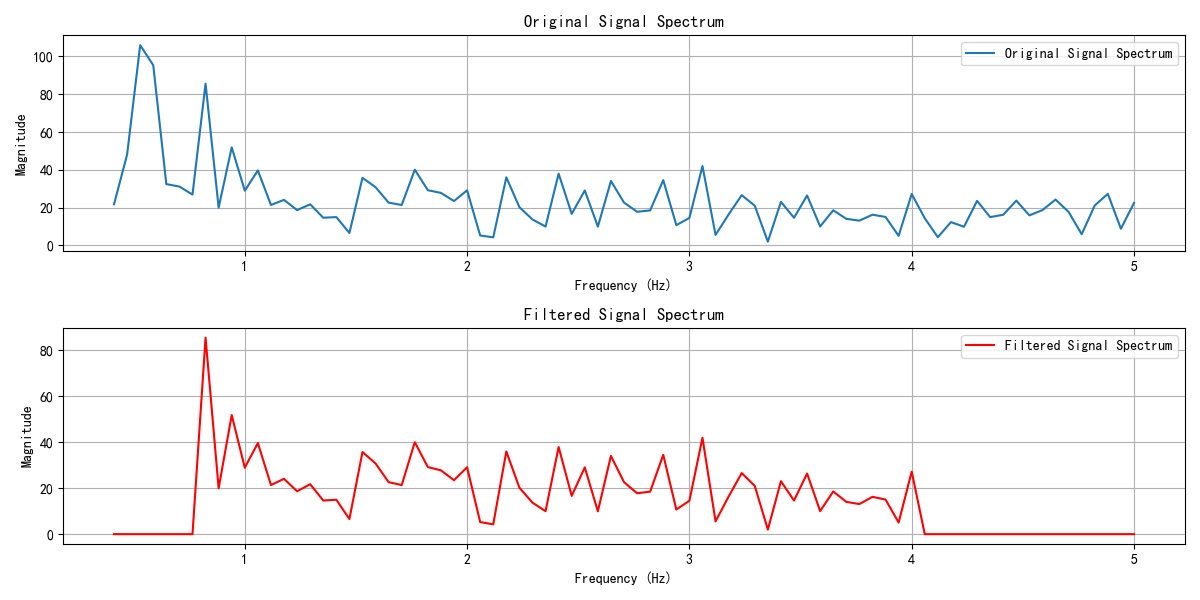 Original Signal Spectrum
Original Signal Spectrum
Magnitude
100
80
60
40
20
0
1 2 3 4 5
Frequency (Hz)
Filtered Signal Spectrum
Filtered Signal Spectrum
Magnitude
80
60
40
20
0
1 2 3 4 5
Frequency (Hz)